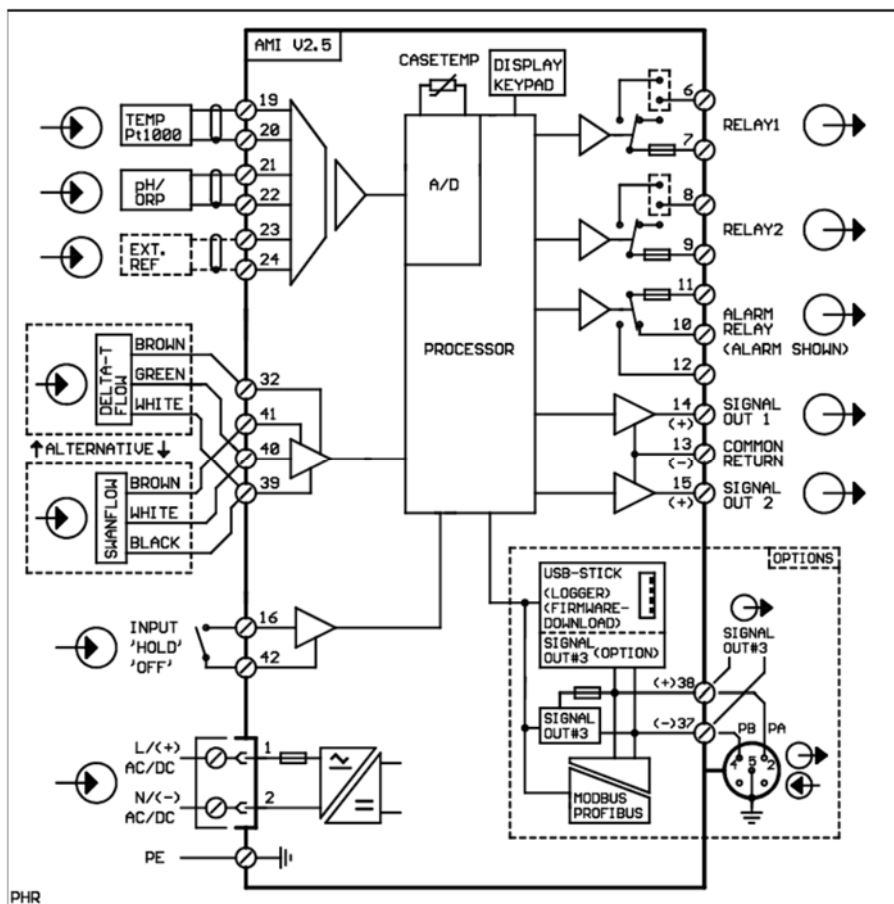 AMI V2.5
CASETEMP
DISPLAY
KEYPAD
TEMP
Pt1000
19
20
pH/
ORP
21
22
EXT.
REF
23
24
A/D
PROCESSOR
6
RELAY1
7
8
RELAY2
9
11
10
ALARM
RELAY
(ALARM SHOWN)
12
DELTA-T
FLOW
BROWN
GREEN
WHITE
32
41
40
39
↑ALTERNATIVE↓
SWANFLOW
BROWN
WHITE
BLACK
14
(+)
SIGNAL
OUT 1
13
(-)
COMMON
RETURN
15
(+)
SIGNAL
OUT 2
INPUT
'HOLD'
'OFF'
16
42
OPTIONS
USB-STICK
(LOGGER)
(FIRMWARE-
DOWNLOAD)
SIGNAL
OUT#3 (OPTION)
SIGNAL
OUT#3
(+)38
(-)37
SIGNAL
OUT#3
PB PA
4 5 2
MODBUS
PROFIBUS
L/(+)
AC/DC
1
N/(-)
AC/DC
2
PE
PHR